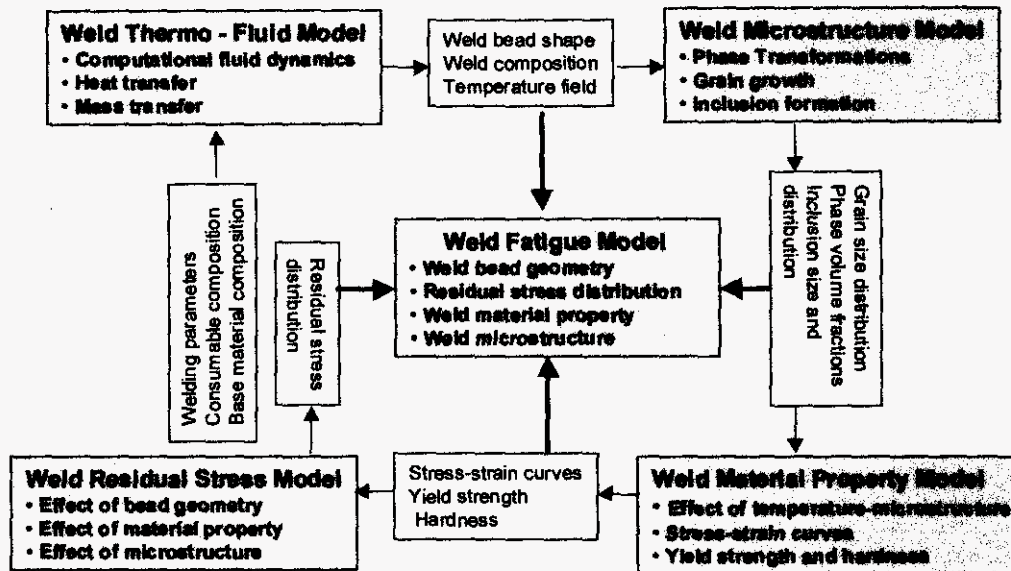 Weld Thermo - Fluid Model
• Computational fluid dynamics
• Heat transfer
• Mass transfer
Weld bead shape
Weld composition
Temperature field
Weld Microstructure Model
• Phase Transformations
• Grain growth
• Inclusion formation
Welding parameters
Consumable composition
Base material composition
Residual stress
distribution
Weld Fatigue Model
• Weld bead geometry
• Residual stress distribution
• Weld material property
• Weld microstructure
Grain size distribution
Phase volume fractions
Inclusion size and
distribution
Weld Residual Stress Model
• Effect of bead geometry
• Effect of material property
• Effect of microstructure
Stress-strain curves
Yield strength
Hardness
Weld Material Property Model
• Effect of temperature-microstructure
• Stress-strain curves
• Yield strength and hardness